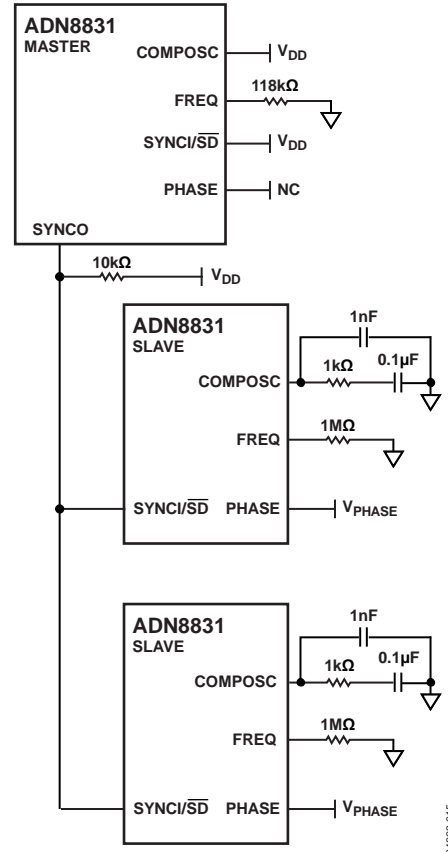 ADN8831
MASTER
COMPOSC
VDD
FREQ
118kΩ
SYNCI/SD
VDD
PHASE
NC
SYNCO
10kΩ
VDD
ADN8831
SLAVE
1nF
COMPOSC
1kΩ
0.1µF
FREQ
1MΩ
SYNCI/SD
PHASE
VPHASE
ADN8831
SLAVE
1nF
COMPOSC
1kΩ
0.1µF
FREQ
1MΩ
SYNCI/SD
PHASE
VPHASE